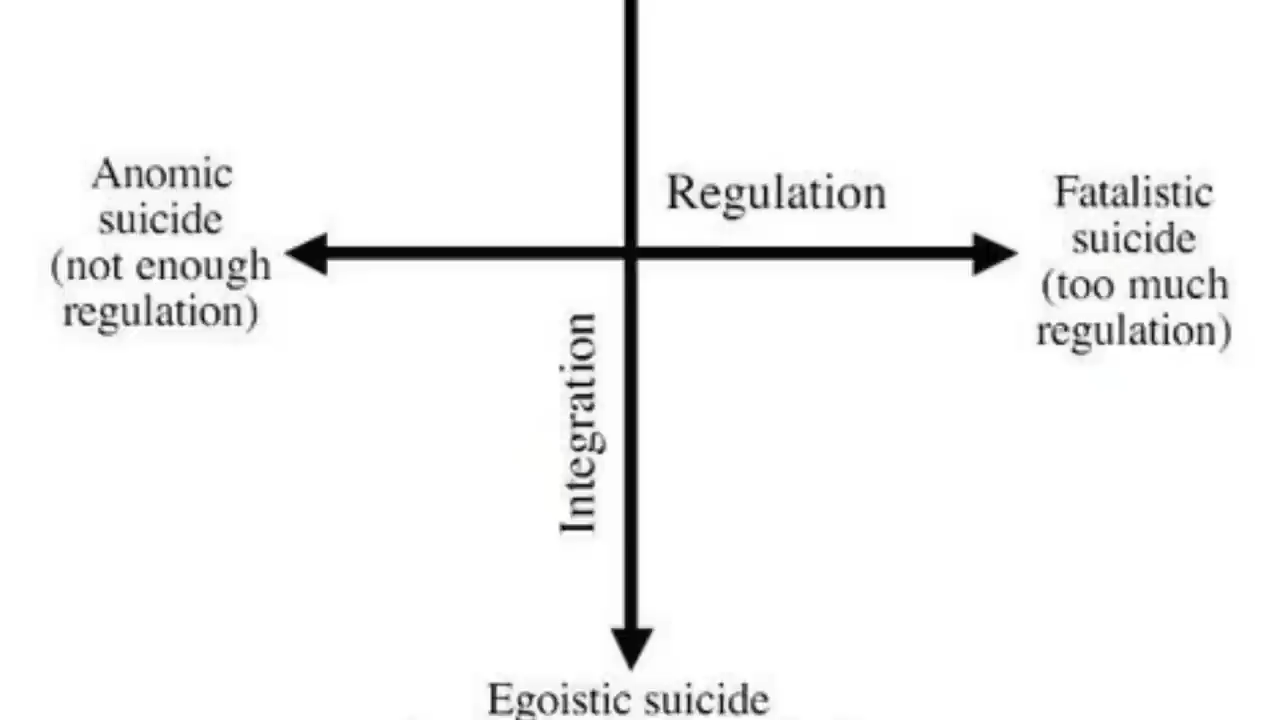 Anomic
suicide
(not enough
regulation)
Regulation
Fatalistic
suicide
(too much
regulation)
Integration
Egoistic suicide